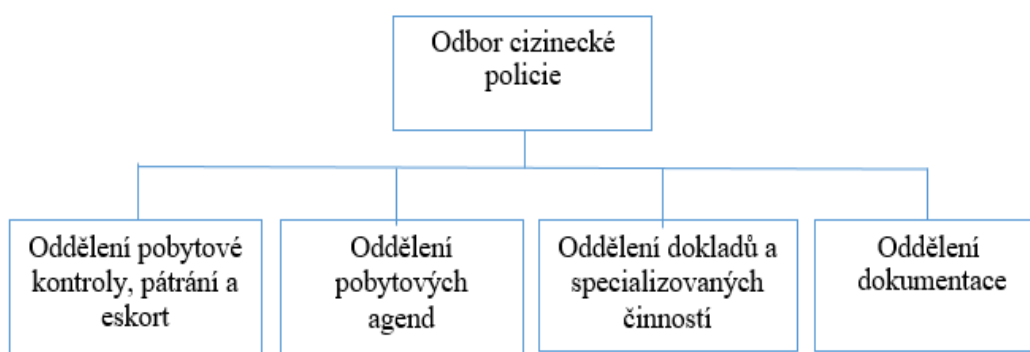 Odbor cizinecké
policie
Oddělení pobytové
kontroly, pátrání a
eskort
Oddělení
pobytových
agend
Oddělení dokladů a
specializovaných
činností
Oddělení
dokumentace